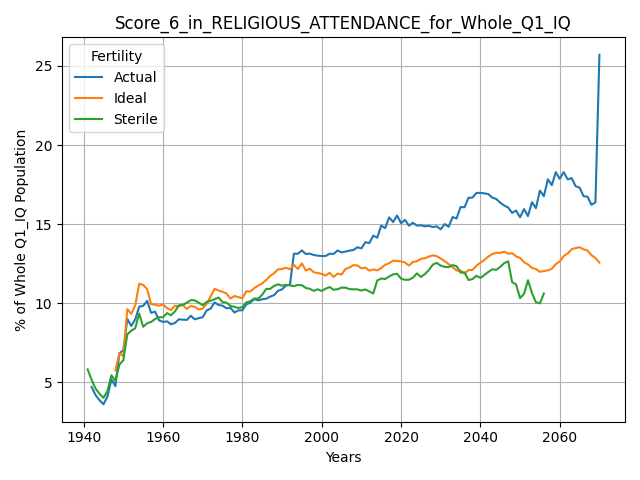 Score_6_in_RELIGIOUS_ATTENDANCE_for_Whole_Q1_IQ
Fertility
Actual
Ideal
Sterile
% of Whole Q1_IQ Population
25
20
15
10
5
1940 1960 1980 2000 2020 2040 2060
Years